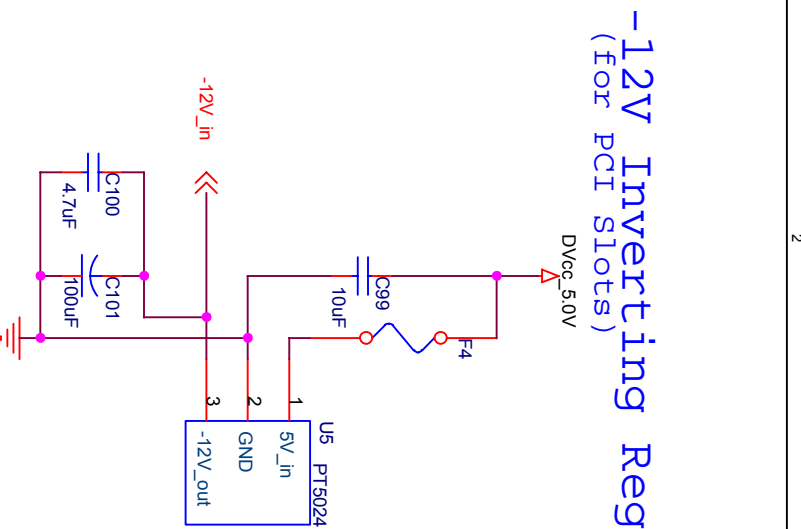 -12V Inverting Reg
(for PCI Slots)
2
DVcc_5.0V
F4
C99
10uF
-12V_in
C100
4.7uF
C101
100uF
1
2
3
U5
PT5024
5V_in
GND
-12V_out